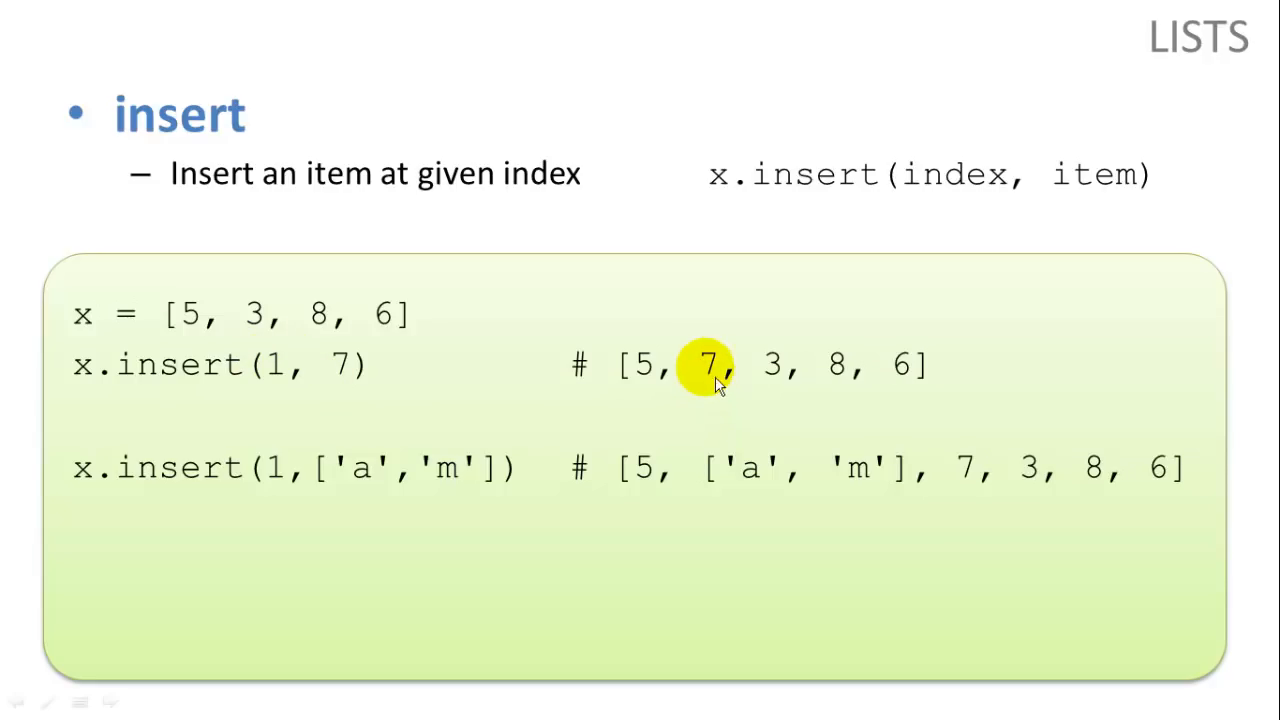 LISTS
• insert
– Insert an item at given index x.insert(index, item)
x = [5, 3, 8, 6]
x.insert(1, 7) # [5, 7, 3, 8, 6]
x.insert(1,['a','m']) # [5, ['a', 'm'], 7, 3, 8, 6]